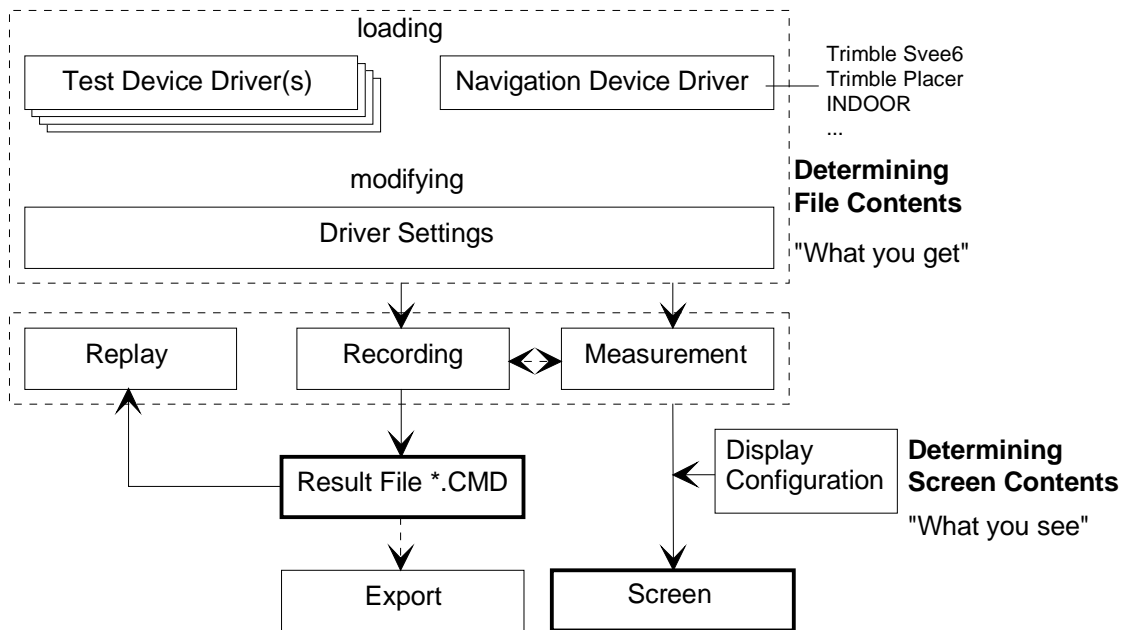 loading
Test Device Driver(s)
Navigation Device Driver
Trimble Svee6
Trimble Placer
INDOOR
...
modifying
Driver Settings
Determining
File Contents
"What you get"
Replay
Recording
Measurement
Result File *.CMD
Display
Configuration
Determining
Screen Contents
"What you see"
Export
Screen